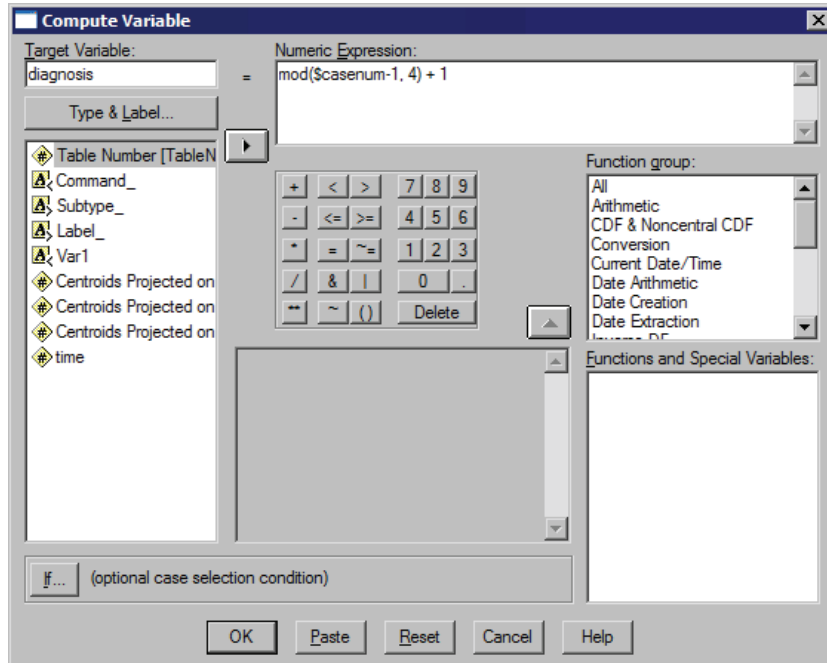 Compute Variable
Target Variable:
diagnosis
=
Numeric Expression:
mod($casenum-1, 4) + 1
Type & Label...
Table Number [TableN
Command_
Subtype_
Label_
Var1
Centroids Projected on
Centroids Projected on
Centroids Projected on
time
+ < > 7 8 9
- <= >= 4 5 6
* = ~= 1 2 3
/ & | 0 .
** ~ () Delete
Function group:
All
Arithmetic
CDF & Noncentral CDF
Conversion
Current Date/Time
Date Arithmetic
Date Creation
Date Extraction
Inverse DF
Functions and Special Variables:
If... (optional case selection condition)
OK Paste Reset Cancel Help